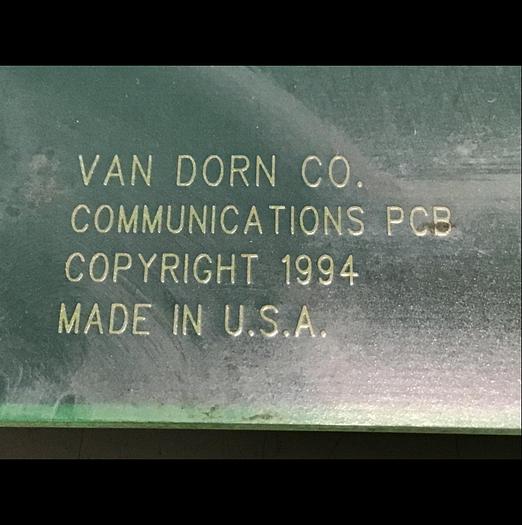 VAN DORN CO.
COMMUNICATIONS PCB
COPYRIGHT 1994
MADE IN U.S.A.